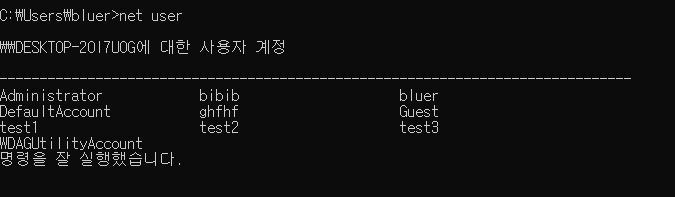 C:₩Users₩bluer>net user
₩₩DESKTOP-20I7UOG에 대한 사용자 계정
-------------------------------------------------------------------------------
Administrator            bibib                    bluer
DefaultAccount           ghfhf                    Guest
test1                    test2                    test3
WDAGUtilityAccount
명령을 잘 실행했습니다.